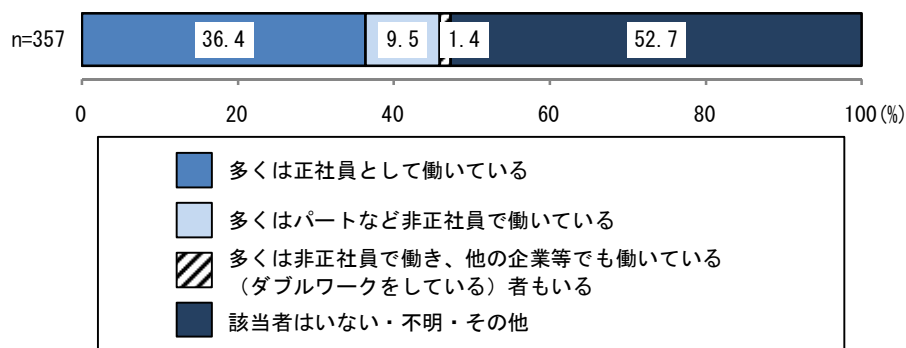 n=357
36.4 9.5 1.4 52.7
0 20 40 60 80 100(%)
多くは正社員として働いている
多くはパートなど非正社員で働いている
多くは非正社員で働き、他の企業等でも働いている
（ダブルワークをしている）者もいる
該当者はいない・不明・その他